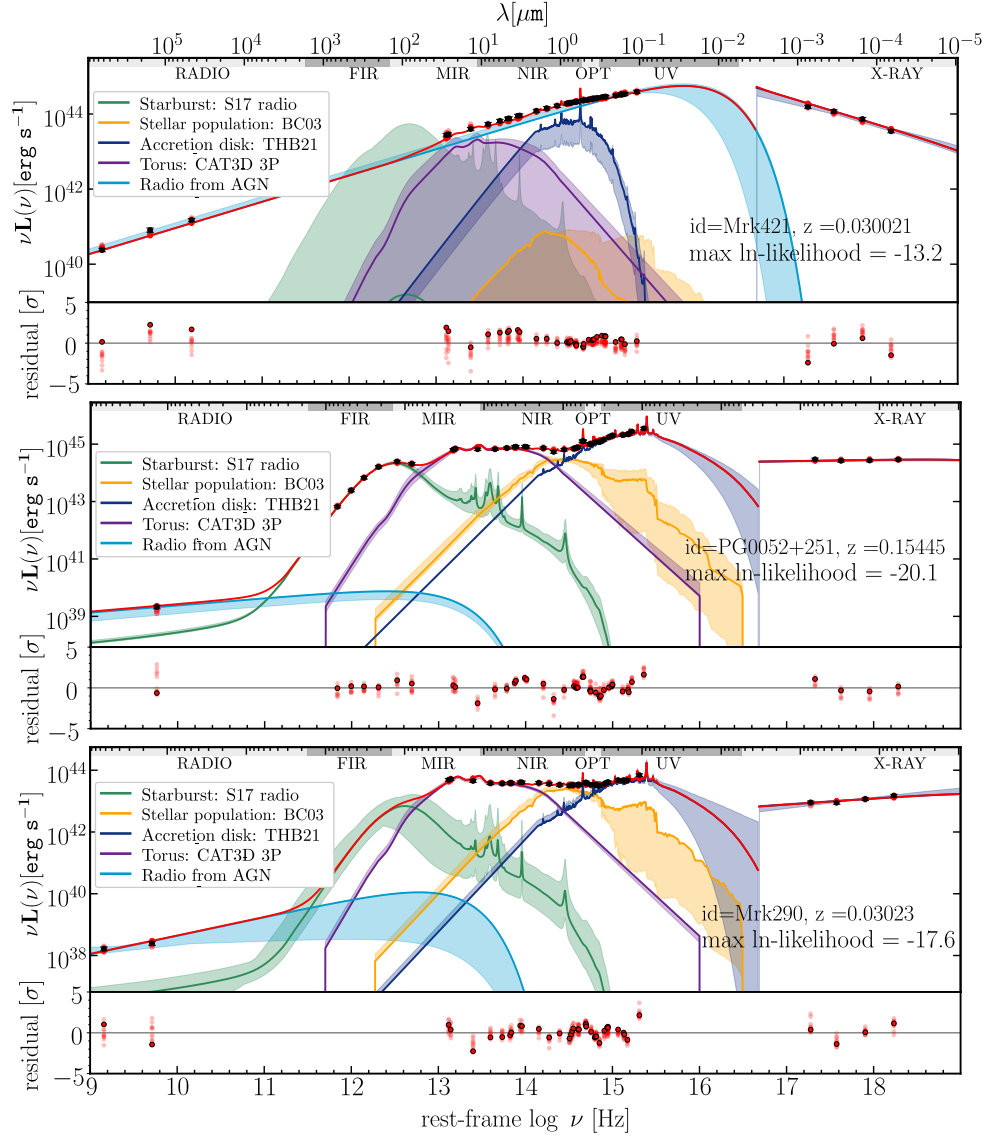 λ[μm]
10^5 10^4 10^3 10^2 10^1 10^0 10^-1 10^-2 10^-3 10^-4 10^-5
RADIO FIR MIR NIR OPT UV X-RAY
Starburst: S17 radio
Stellar population: BC03
Accretion disk: THB21
Torus: CAT3D 3P
Radio from AGN
νL(ν)[erg s^-1]
10^44
10^42
10^40
id=Mrk421, z =0.030021
max ln-likelihood = -13.2
residual [σ]
5
0
−5
RADIO FIR MIR NIR OPT UV X-RAY
Starburst: S17 radio
Stellar population: BC03
Accretion disk: THB21
Torus: CAT3D 3P
Radio from AGN
νL(ν)[erg s^-1]
10^45
10^43
10^41
10^39
id=PG0052+251, z =0.15445
max ln-likelihood = -20.1
residual [σ]
5
0
−5
RADIO FIR MIR NIR OPT UV X-RAY
Starburst: S17 radio
Stellar population: BC03
Accretion disk: THB21
Torus: CAT3D 3P
Radio from AGN
νL(ν)[erg s^-1]
10^44
10^42
10^40
10^38
id=Mrk290, z =0.03023
max ln-likelihood = -17.6
residual [σ]
5
0
−5
9 10 11 12 13 14 15 16 17 18
rest-frame log ν [Hz]